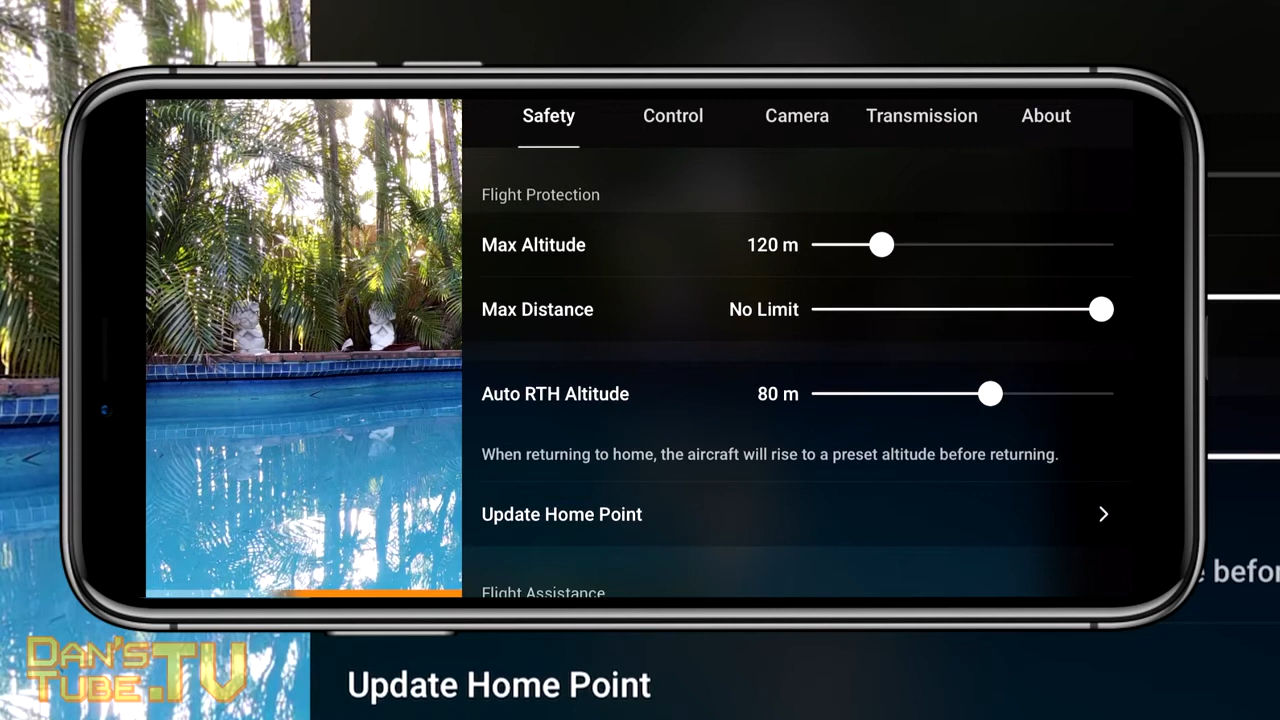 Safety
Control
Camera
Transmission
About
Flight Protection
Max Altitude
120 m
Max Distance
No Limit
Auto RTH Altitude
80 m
When returning to home, the aircraft will rise to a preset altitude before returning.
Update Home Point
Flight Assistance
DAN'S
TUBE.TV
Update Home Point